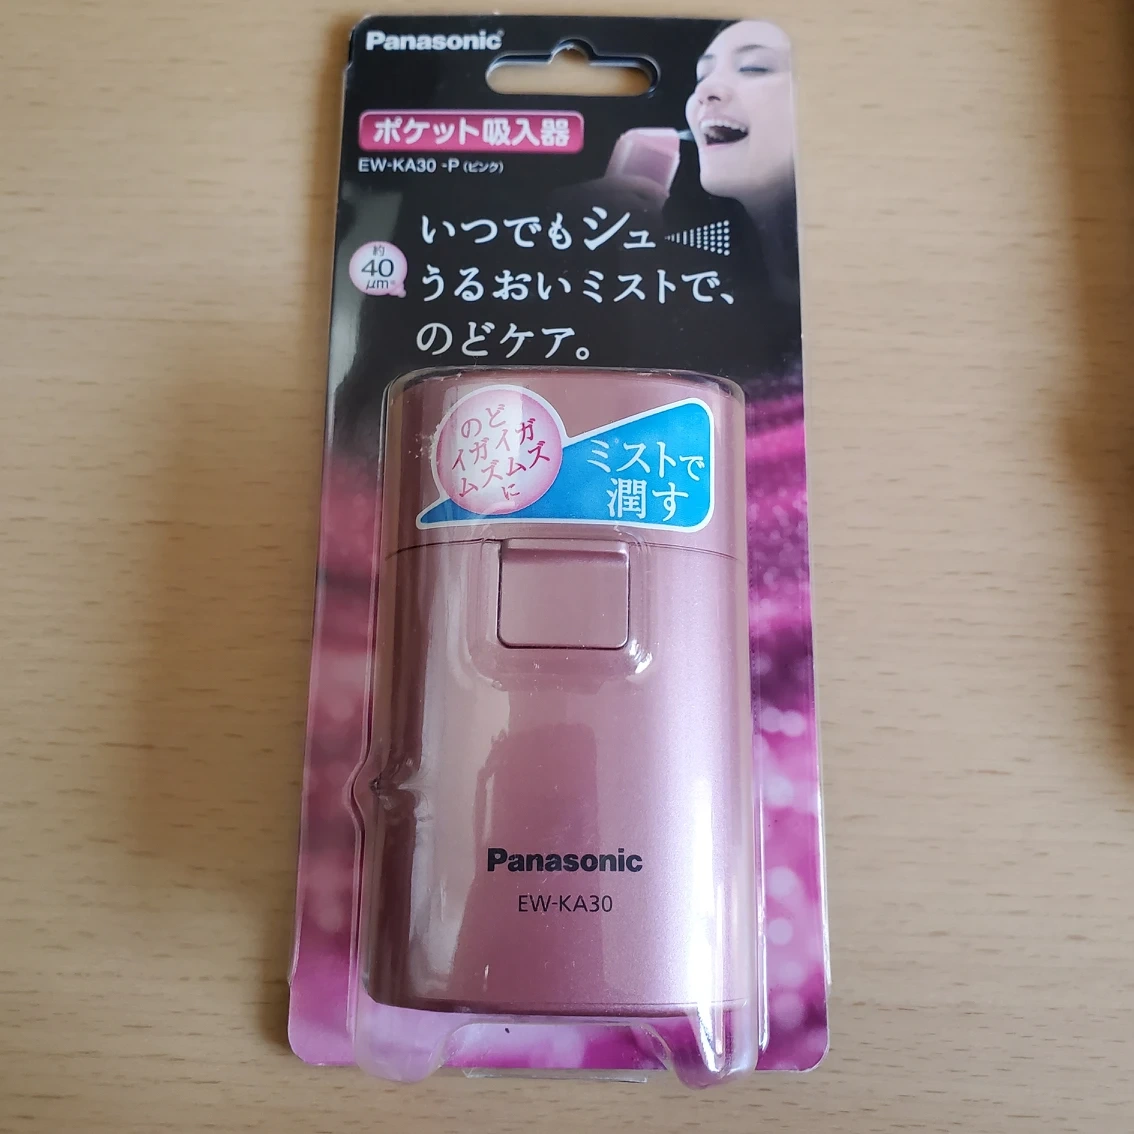 Panasonic
ポケット吸入器
EW-KA30 -P(ピンク)
いつでもシュ
約
40
μm※
うるおいミストで、
のどケア。
のど
イガイガ
ムズムズ
に
ミストで
潤す
Panasonic
EW-KA30